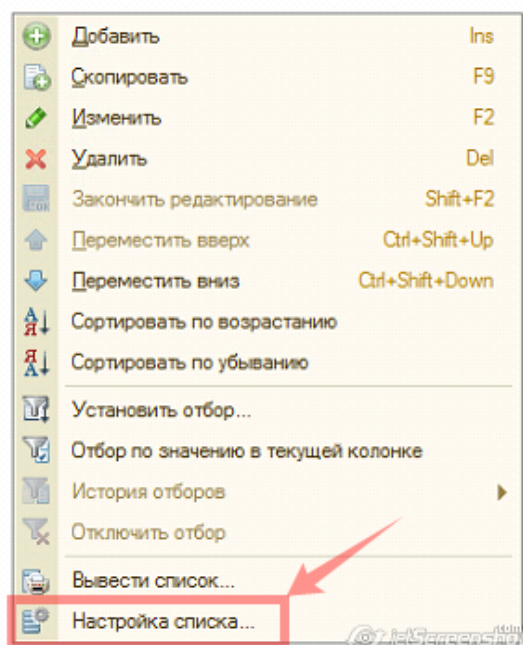 Добавить Ins
Скопировать F9
Изменить F2
Удалить Del
Закончить редактирование Shift+F2
Переместить вверх Ctrl+Shift+Up
Переместить вниз Ctrl+Shift+Down
Сортировать по возрастанию
Сортировать по убыванию
Установить отбор...
Отбор по значению в текущей колонке
История отборов
Отключить отбор
Вывести список...
Настройка списка...